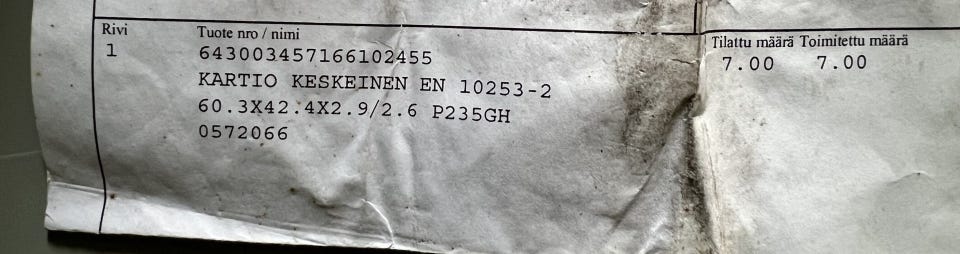 Rivi Tuote nro / nimi Tilattu määrä Toimitettu määrä
1 643003457166102455 7.00 7.00
KARTIO KESKEINEN EN 10253-2
60.3X42.4X2.9/2.6 P235GH
0572066